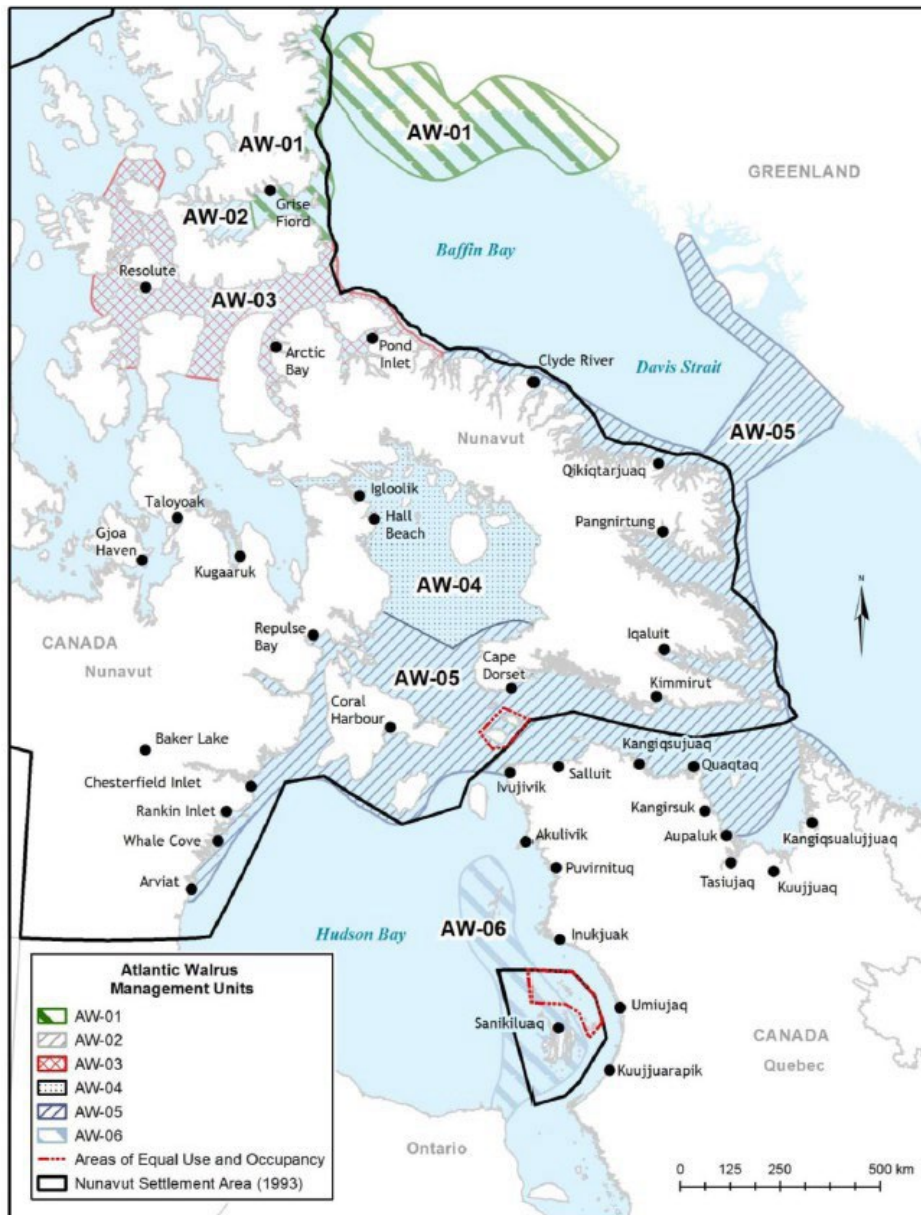 AW-01
AW-01
GREENLAND
Grise
Fiord
AW-02
Baffin Bay
Resolute
AW-03
Arctic
Bay
Pond
Inlet
Clyde River
Davis Strait
AW-05
Nunavut
Qikiqtarjuaq
Igloolik
Hall
Beach
Taloyoak
Gjoa
Haven
Kugaaruk
Pangnirtung
AW-04
N
CANADA
Nunavut
Repulse
Bay
Iqaluit
AW-05
Cape
Dorset
Kimmirut
Coral
Harbour
Baker Lake
Kangiqsujuaq
Chesterfield Inlet
Ivujivik
Salluit
Quaqtaq
Rankin Inlet
Kangirsuk
Whale Cove
Akulivik
Aupaluk
Kangiqsualujjuaq
Arviat
Puvirnituq
Tasiujaq
Kuujjuaq
AW-06
Hudson Bay
Inukjuak
Sanikiluaq
Umiujaq
CANADA
Quebec
Kuujjuarapik
Ontario
Atlantic Walrus
Management Units
AW-01
AW-02
AW-03
AW-04
AW-05
AW-06
Areas of Equal Use and Occupancy
Nunavut Settlement Area (1993)
0 125 250 500 km